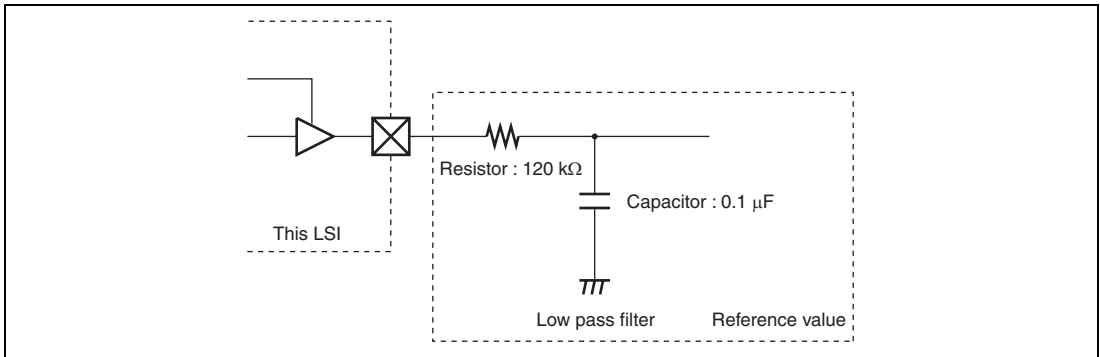 Resistor : 120 kΩ
Capacitor : 0.1 μF
This LSI
Low pass filter
Reference value